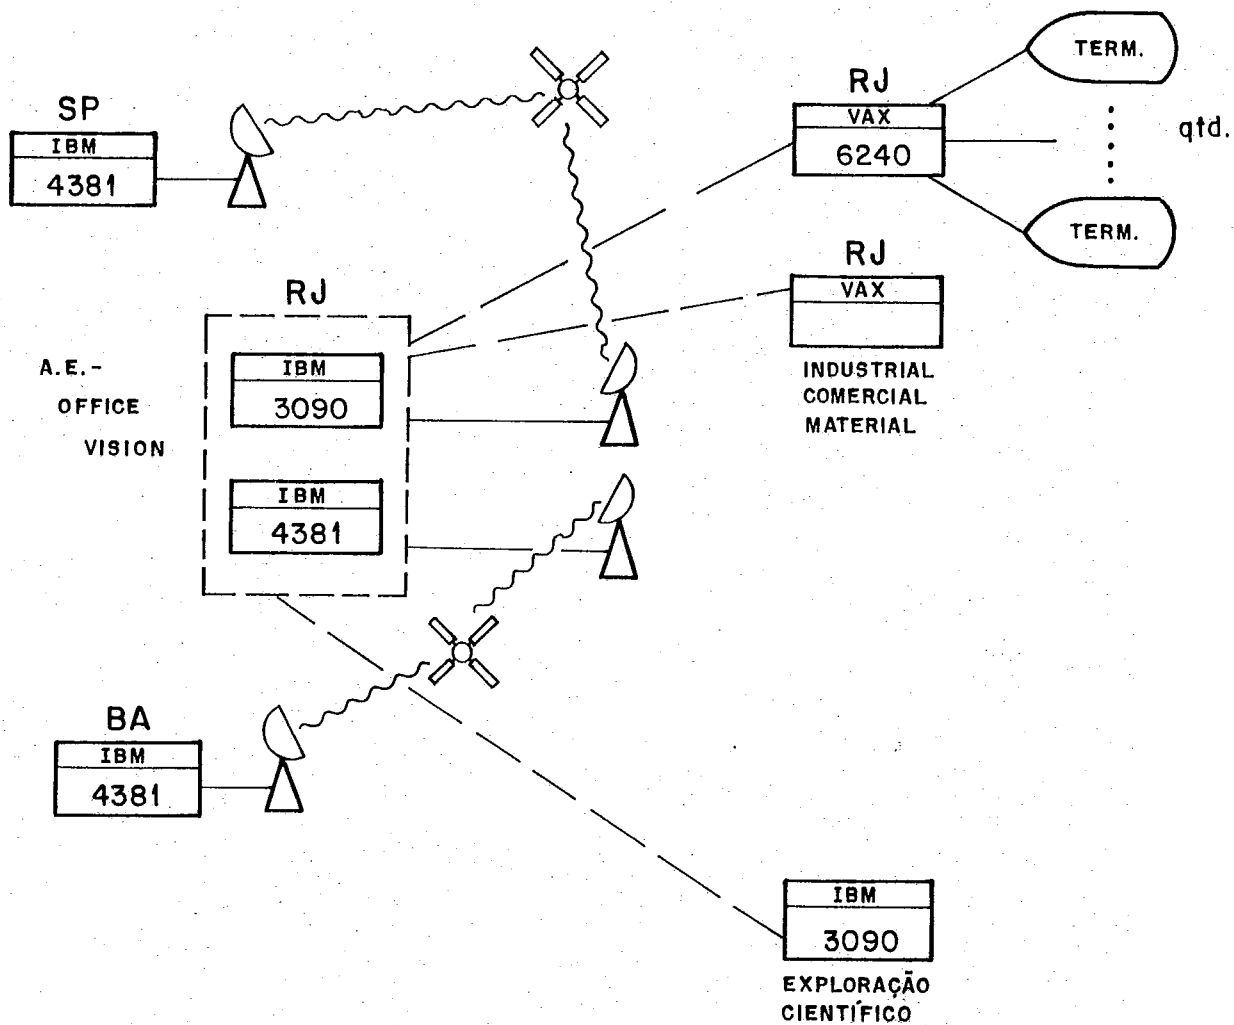 SP
IBM
4381
RJ
VAX
6240
TERM.
qtd.
TERM.
RJ
VAX
INDUSTRIAL
COMERCIAL
MATERIAL
RJ
A.E.-
OFFICE
VISION
IBM
3090
IBM
4381
BA
IBM
4381
IBM
3090
EXPLORAÇÃO
CIENTÍFICO